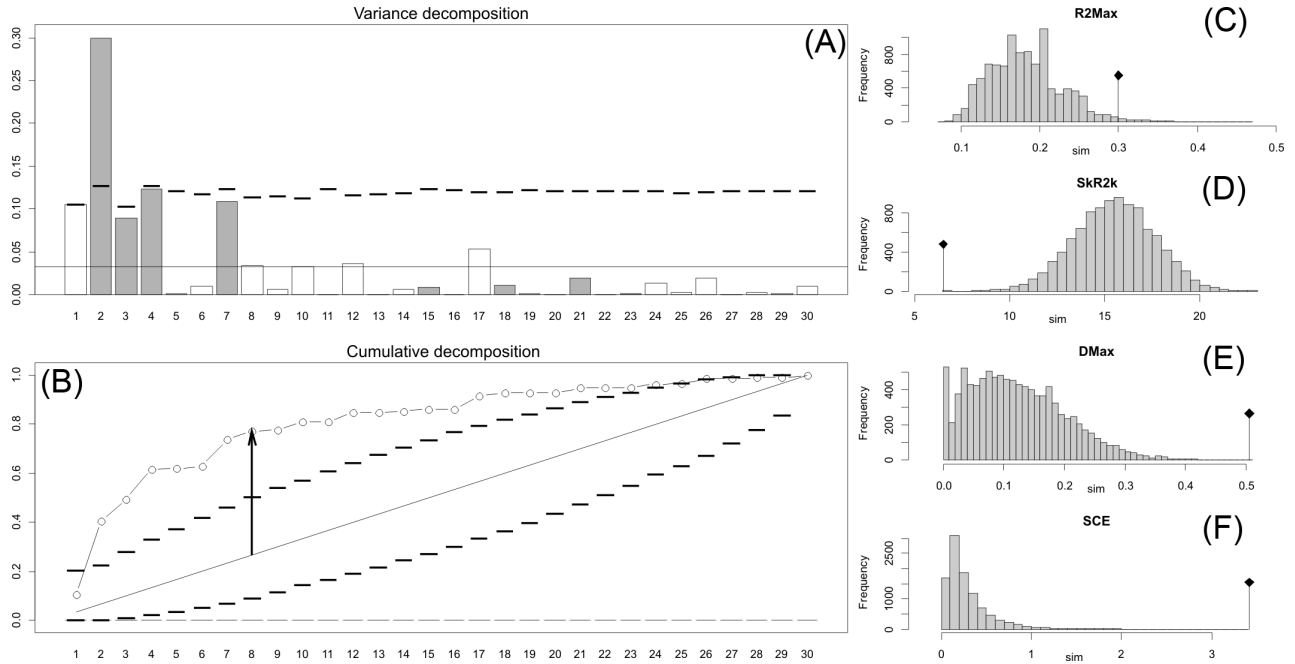 Variance decomposition
(A)
0.30
0.25
0.20
0.15
0.10
0.05
0.00
1 2 3 4 5 6 7 8 9 10 11 12 13 14 15 16 17 18 19 20 21 22 23 24 25 26 27 28 29 30
Cumulative decomposition
(B)
1.0
0.8
0.6
0.4
0.2
0.0
1 2 3 4 5 6 7 8 9 10 11 12 13 14 15 16 17 18 19 20 21 22 23 24 25 26 27 28 29 30
R2Max
(C)
Frequency
800
400
0
0.1 0.2 0.3 0.4 0.5
sim
SkR2k
(D)
Frequency
800
400
0
5 10 15 20
sim
DMax
(E)
Frequency
400
200
0
0.0 0.1 0.2 0.3 0.4 0.5
sim
SCE
(F)
Frequency
2500
1000
0
0 1 2 3
sim